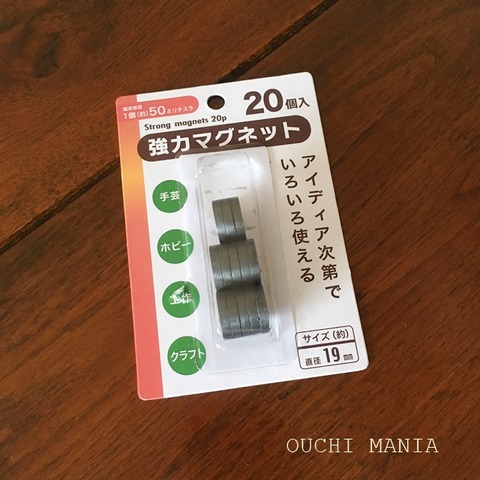 磁束密度
1個(約)50ミリテスラ
20個入
Strong magnets 20p
強力マグネット
アイディア次第で
いろいろ使える
手芸
ホビー
工作
クラフト
サイズ(約)
直径19mm
OUCHI MANIA